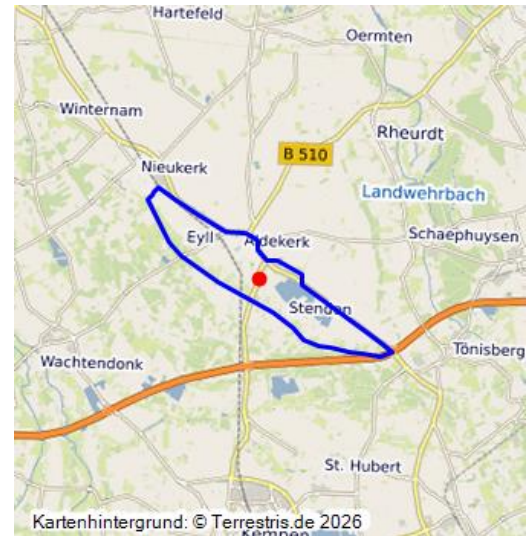 Hartefeld
Oermten
Winternam
Rheurdt
B 510
Nieukerk
Landwehrbach
Eyll
Aldekerk
Schaephuysen
Stenden
Wachtendonk
Tönisberg
St. Hubert
Kartenhintergrund: © Terrestris.de 2026
Kempen